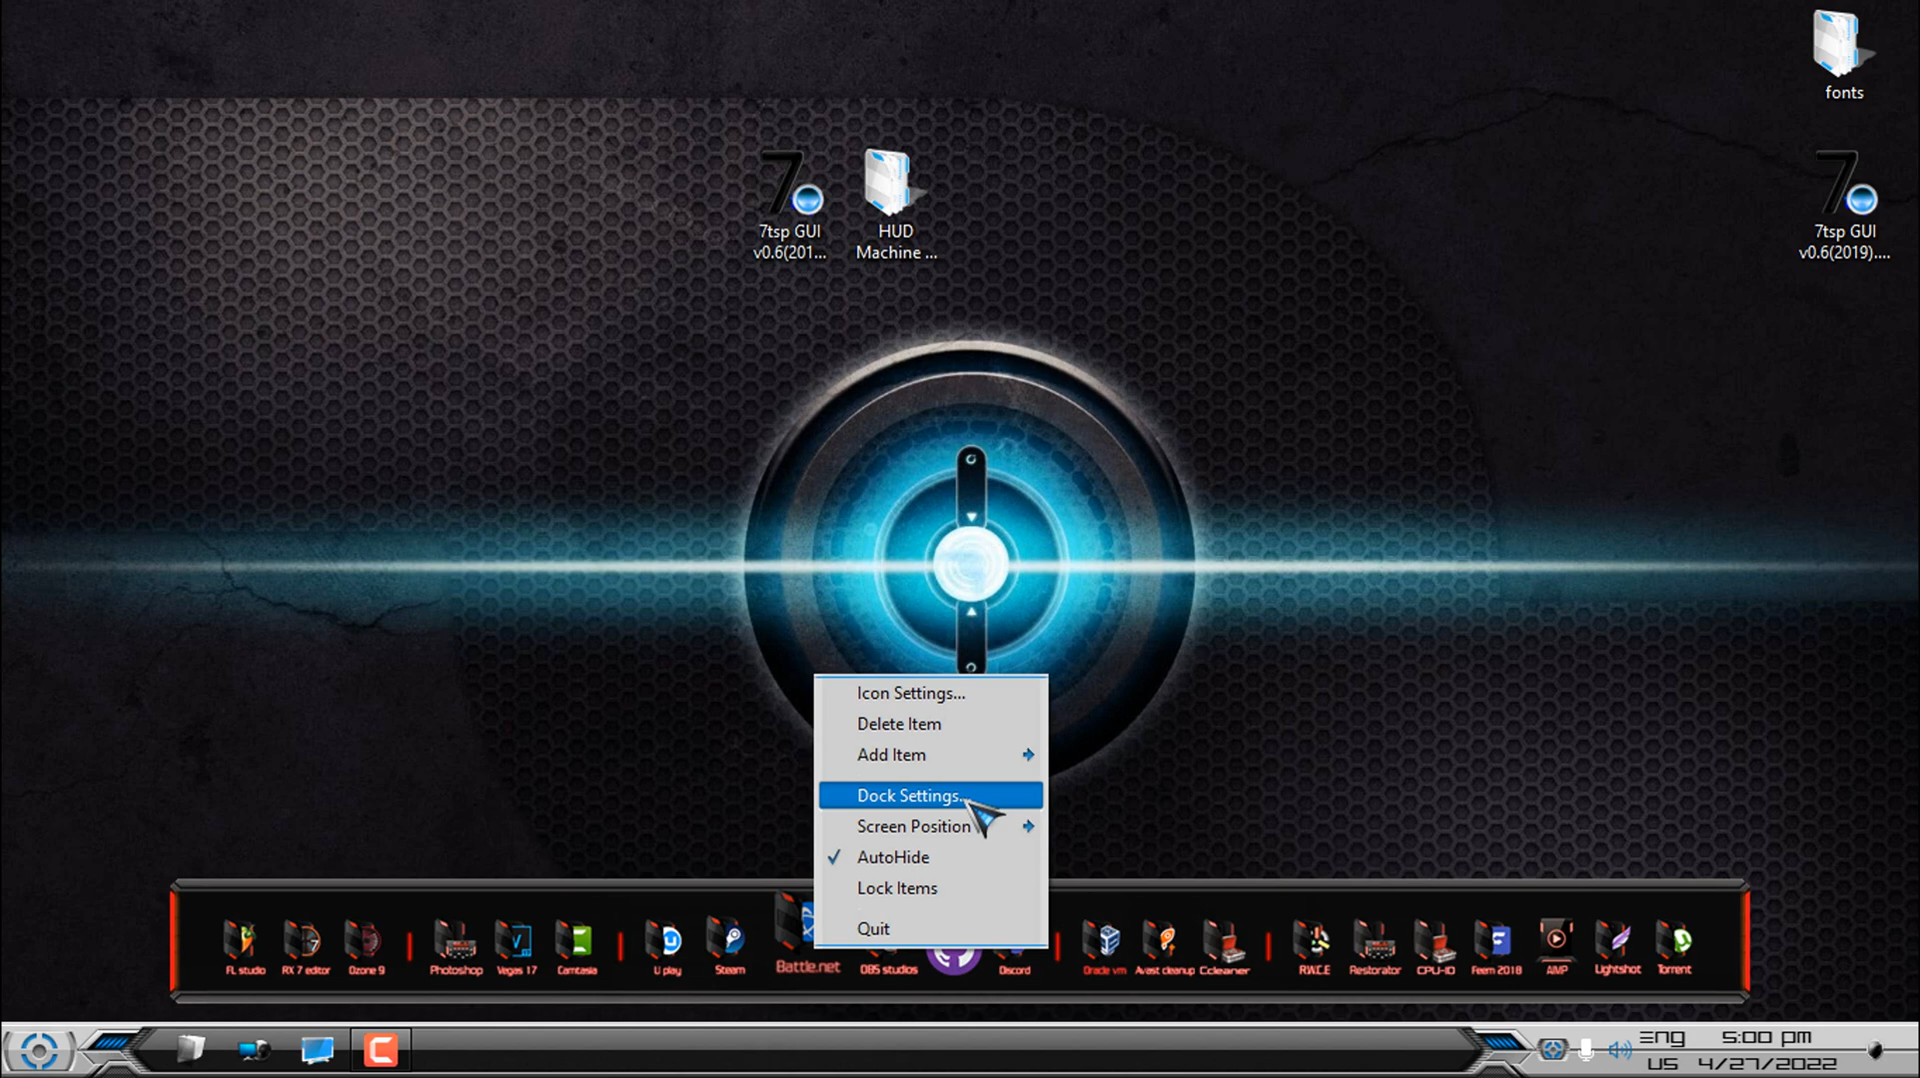 fonts
7tsp GUI
v0.6(201...
HUD
Machine ...
7tsp GUI
v0.6(2019)....
Icon Settings...
Delete Item
Add Item
Dock Settings...
Screen Position
AutoHide
Lock Items
Quit
FL studio
RX 7 editor
Ozone 9
Photoshop
Vegas 17
Camtasia
U play
Steam
Battle.net
OBS studios
Discord
Oracle vm
Avast cleanup
Ccleaner
R.W.C.E
Restorator
CPU-ID
Feem 2018
AIMP
Lightshot
Torrent
Eng 5:00 pm
US 4/27/2022